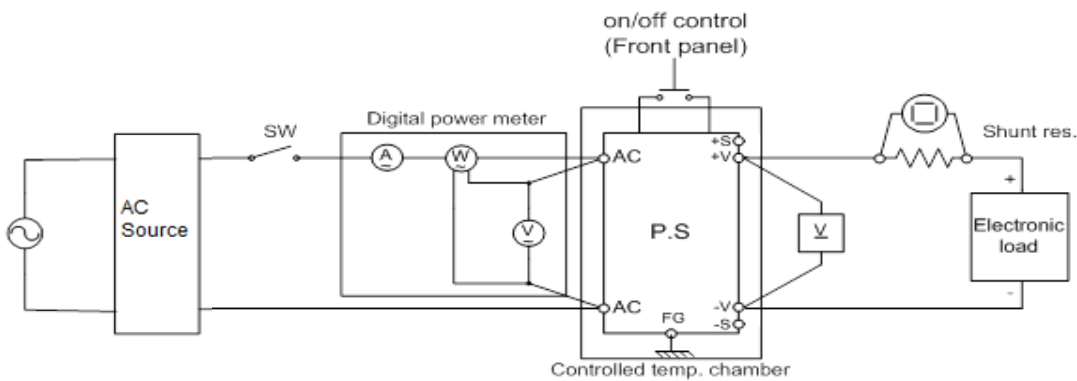 on/off control
(Front panel)
Digital power meter
SW
A
W
+S
+V
Shunt res.
AC
+
AC
Source
V
P.S
V
Electronic
load
AC
FG
-V
-S
-
Controlled temp. chamber